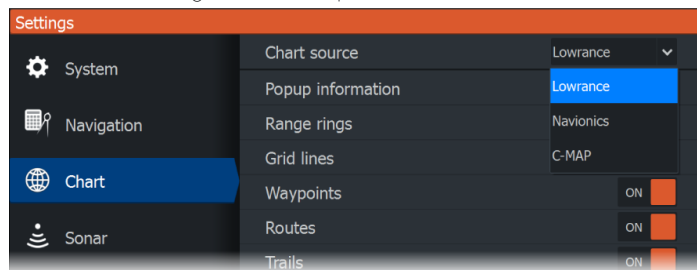 Settings
System
Navigation
Chart
Sonar
Chart source Lowrance
Popup information Lowrance
Range rings Navionics
Grid lines C-MAP
Waypoints ON
Routes ON
Trails ON